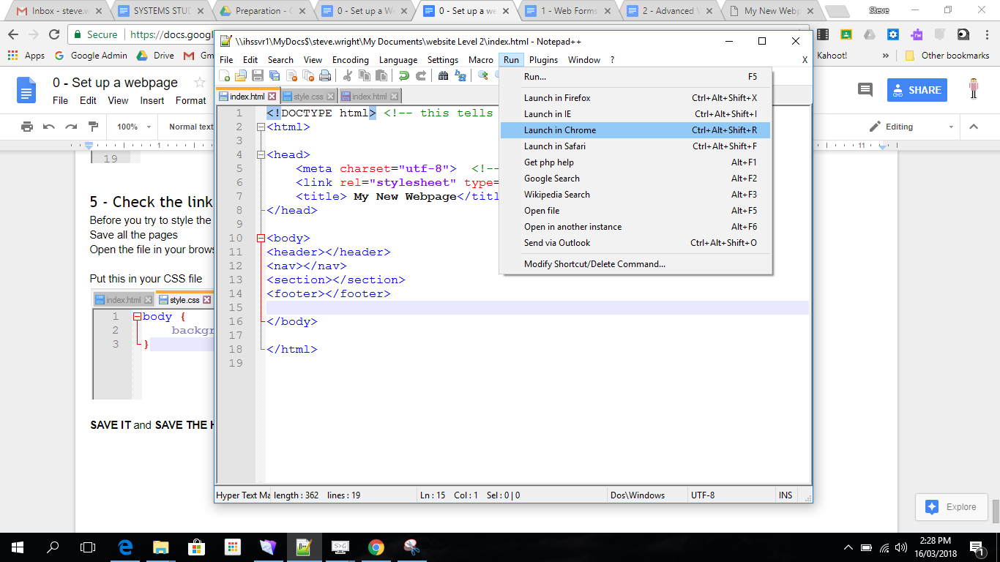 Inbox - steve.w
SYSTEMS STU
Preparation - C
0 - Set up a We
0 - Set up a we
1 - Web Forms
2 - Advanced W
My New Webp
Steve
Secure
https://docs.googl
Kahoot!
»
Apps
Google Admin
Drive
Gm
Other bookmarks
\\ihssvr1\MyDocs$\steve.wright\My Documents\website Level 2\index.html - Notepad++
File Edit Search View Encoding Language Settings Macro Run Plugins Window ?
X
0 - Set up a webpage
File Edit View Insert Format
SHARE
100%
Normal text
Editing
index.html
style.css
index.html
Run... F5
Launch in Firefox Ctrl+Alt+Shift+X
Launch in IE Ctrl+Alt+Shift+I
Launch in Chrome Ctrl+Alt+Shift+R
Launch in Safari Ctrl+Alt+Shift+F
Get php help Alt+F1
Google Search Alt+F2
Wikipedia Search Alt+F3
Open file Alt+F5
Open in another instance Alt+F6
Send via Outlook Ctrl+Alt+Shift+O
Modify Shortcut/Delete Command...
1 <!DOCTYPE html> <!-- this tells
2 <html>
3
4 <head>
5 <meta charset="utf-8"> <!--
6 <link rel="stylesheet" type=
7 <title> My New Webpage</titl
8 </head>
9
10 <body>
11 <header></header>
12 <nav></nav>
13 <section></section>
14 <footer></footer>
15
16 </body>
17
18 </html>
19
1
11
19
5 - Check the link
Before you try to style the
Save all the pages
Open the file in your brows
Put this in your CSS file
index.html
style.css
1 body {
2 backgr
3 }
SAVE IT and SAVE THE H
Hyper Text Ma length : 362 lines : 19 Ln : 15 Col : 1 Sel : 0 | 0 Dos\Windows UTF-8 INS
Explore
2:28 PM
16/03/2018
1